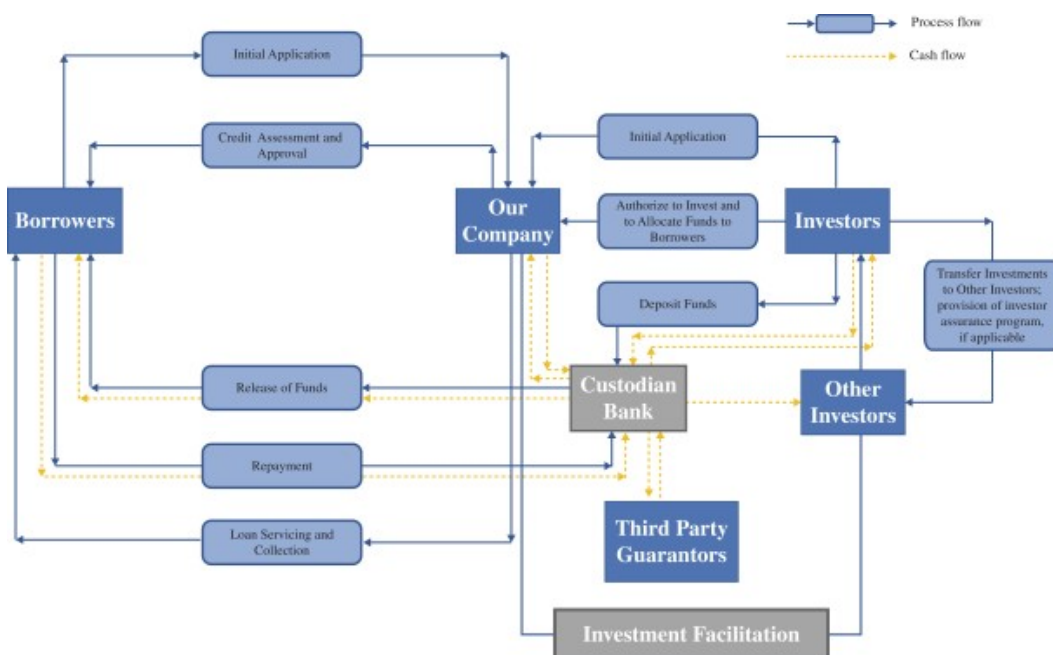 Process flow
Cash flow
Initial Application
Credit Assessment and
Approval
Initial Application
Borrowers
Our
Company
Authorize to Invest and
to Allocate Funds to
Borrowers
Investors
Transfer Investments
to Other Investors;
provision of investor
assurance program,
if applicable
Deposit Funds
Release of Funds
Custodian
Bank
Other
Investors
Repayment
Third Party
Guarantors
Loan Servicing and
Collection
Investment Facilitation